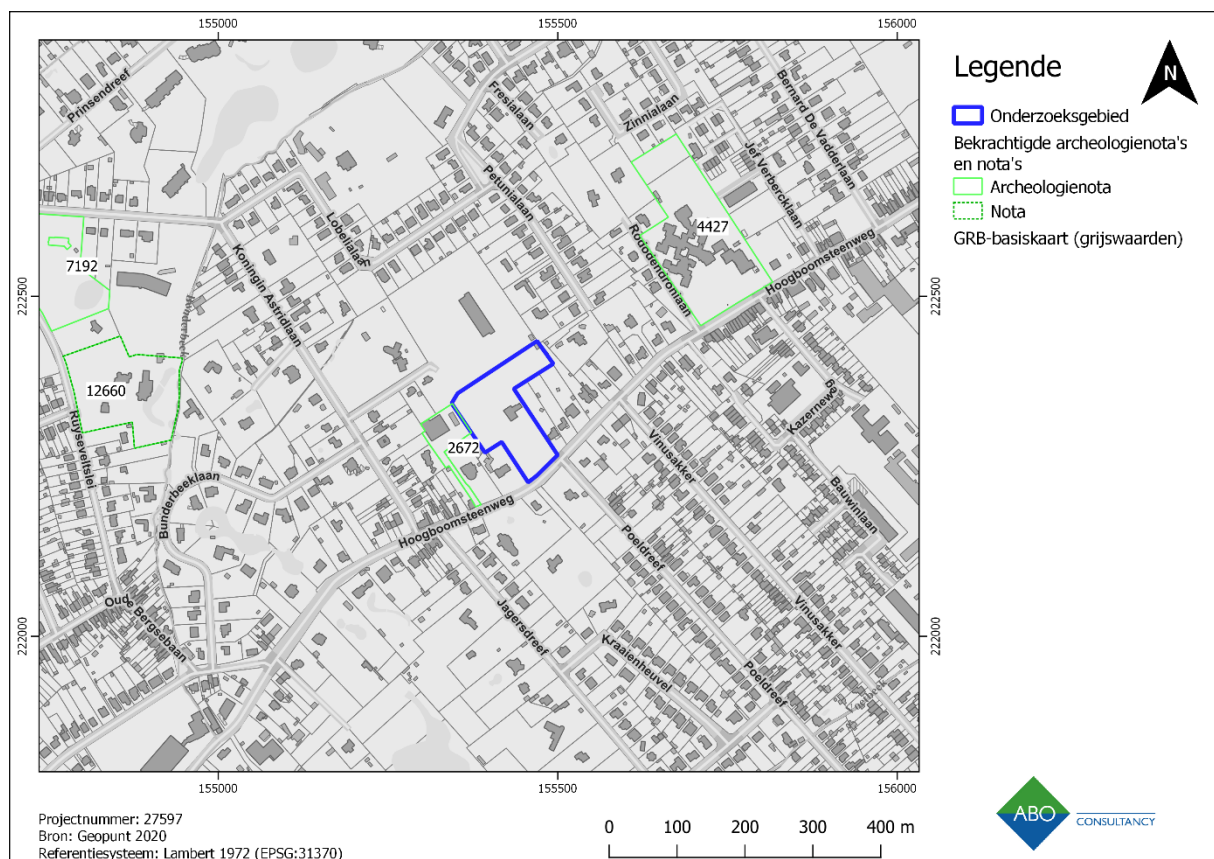 155000
155500
156000
Prinsendreef
Fresialaan
Zinnialaan
Bernard De Vadderlaan
Jef Verbercklaan
Petunialaan
Lobelialaan
Koningin Astridlaan
Rododendronlaan
4427
Hoogboomsteenweg
7192
222500
222500
12660
Ruyseveltslei
Kazerneweg
2672
Vinusakker
Bunderbeeklaan
Bauwinlaan
Hoogboomsteenweg
Poeldreef
Oude Bergsebaan
Jagersdreef
Vinusakker
Kraaienheuvel
Poeldreef
222000
222000
155000
155500
156000
Legende
N
Onderzoeksgebied
Bekrachtigde archeologienota's
en nota's
Archeologienota
Nota
GRB-basiskaart (grijswaarden)
Projectnummer: 27597
Bron: Geopunt 2020
Referentiesysteem: Lambert 1972 (EPSG:31370)
0 100 200 300 400 m
ABO
CONSULTANCY